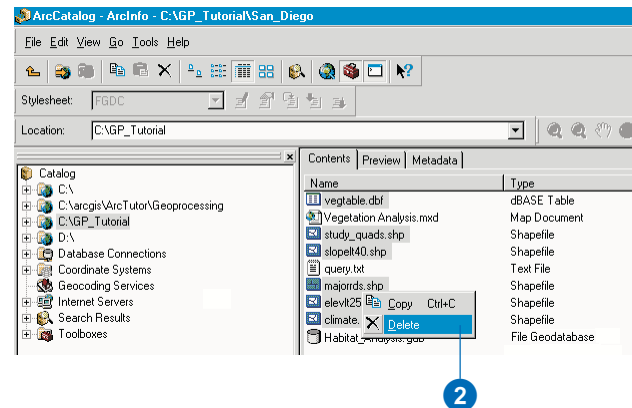 ArcCatalog - ArcInfo - C:\GP_Tutorial\San_Diego
File Edit View Go Tools Help
Stylesheet: FGDC
Location: C:\GP_Tutorial
Contents Preview Metadata
Catalog
C:\
C:\arcgis\ArcTutor\Geoprocessing
C:\GP_Tutorial
D:\
Database Connections
Coordinate Systems
Geocoding Services
Internet Servers
Search Results
Toolboxes
Name Type
vegtable.dbf dBASE Table
Vegetation Analysis.mxd Map Document
study_quads.shp Shapefile
slopelt40.shp Shapefile
query.txt Text File
majorrds.shp Shapefile
elevlt25 Shapefile
climate. Shapefile
Habitat_Analysis.gdb File Geodatabase
Copy Ctrl+C
Delete
2